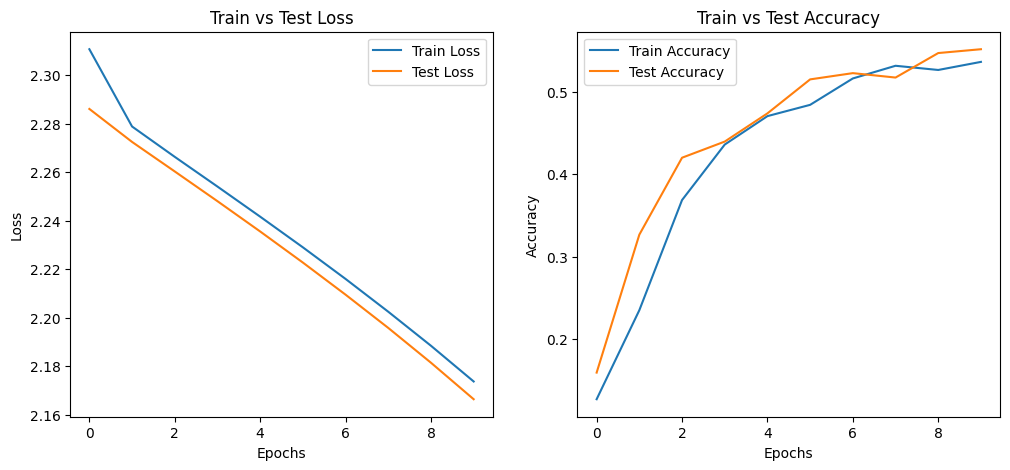 Train vs Test Loss
Train Loss
Test Loss
2.30
2.28
2.26
2.24
2.22
2.20
2.18
2.16
Loss
0 2 4 6 8
Epochs
Train vs Test Accuracy
Train Accuracy
Test Accuracy
0.5
0.4
0.3
0.2
Accuracy
0 2 4 6 8
Epochs